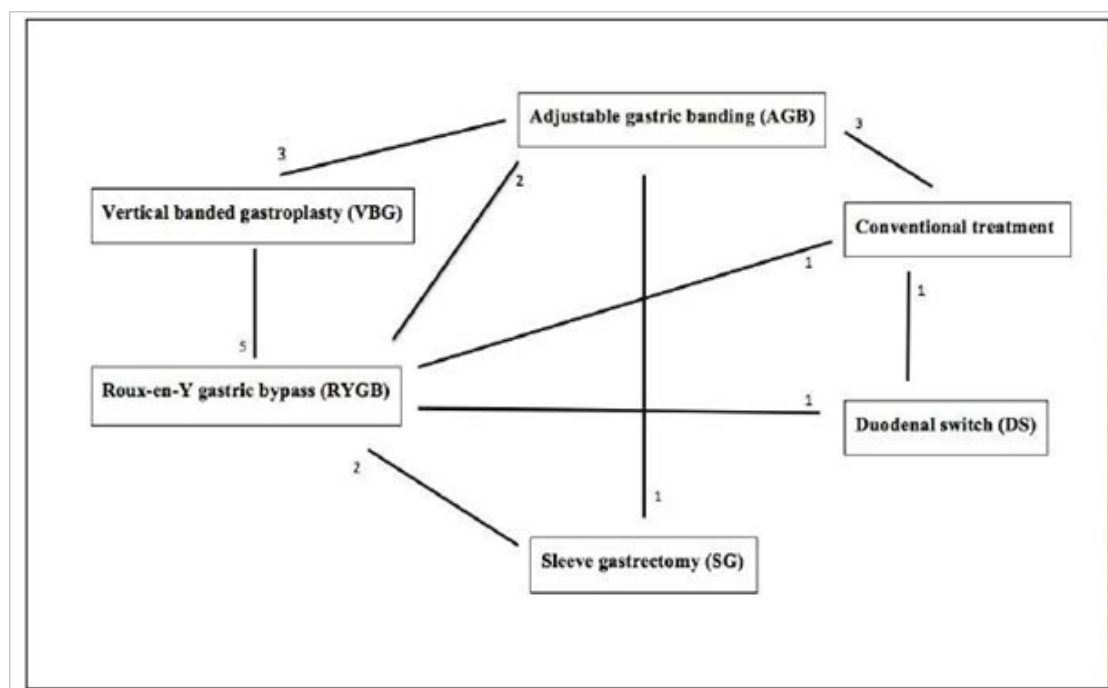 Adjustable gastric banding (AGB)
3
3
2
Vertical banded gastroplasty (VBG)
Conventional treatment
1
1
5
Roux-en-Y gastric bypass (RYGB)
1
Duodenal switch (DS)
2
1
Sleeve gastrectomy (SG)